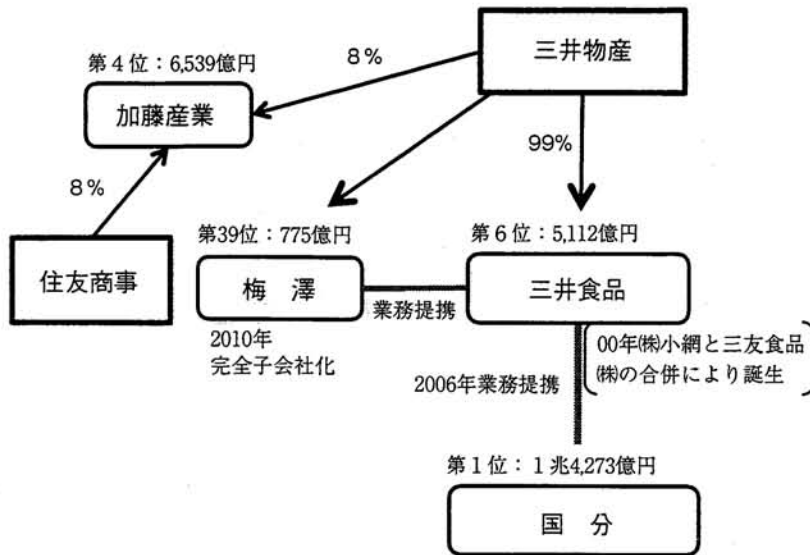 三井物産
8%
第4位：6,539億円
加藤産業
99%
8%
住友商事
第39位：775億円
梅 澤
2010年
完全子会社化
業務提携
第6位：5,112億円
三井食品
00年㈱小網と三友食品
㈱の合併により誕生
2006年業務提携
第1位：1兆4,273億円
国 分